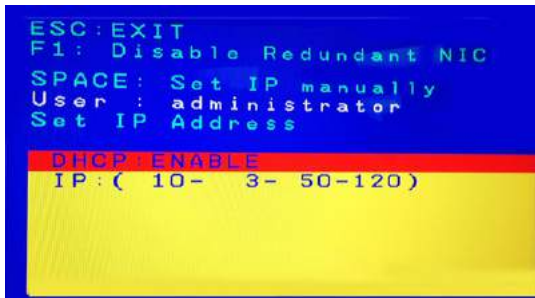 ESC:EXIT
F1: Disable Redundant NIC
SPACE: Set IP manually
User : administrator
Set IP Address
DHCP:ENABLE
IP:( 10- 3- 50-120)